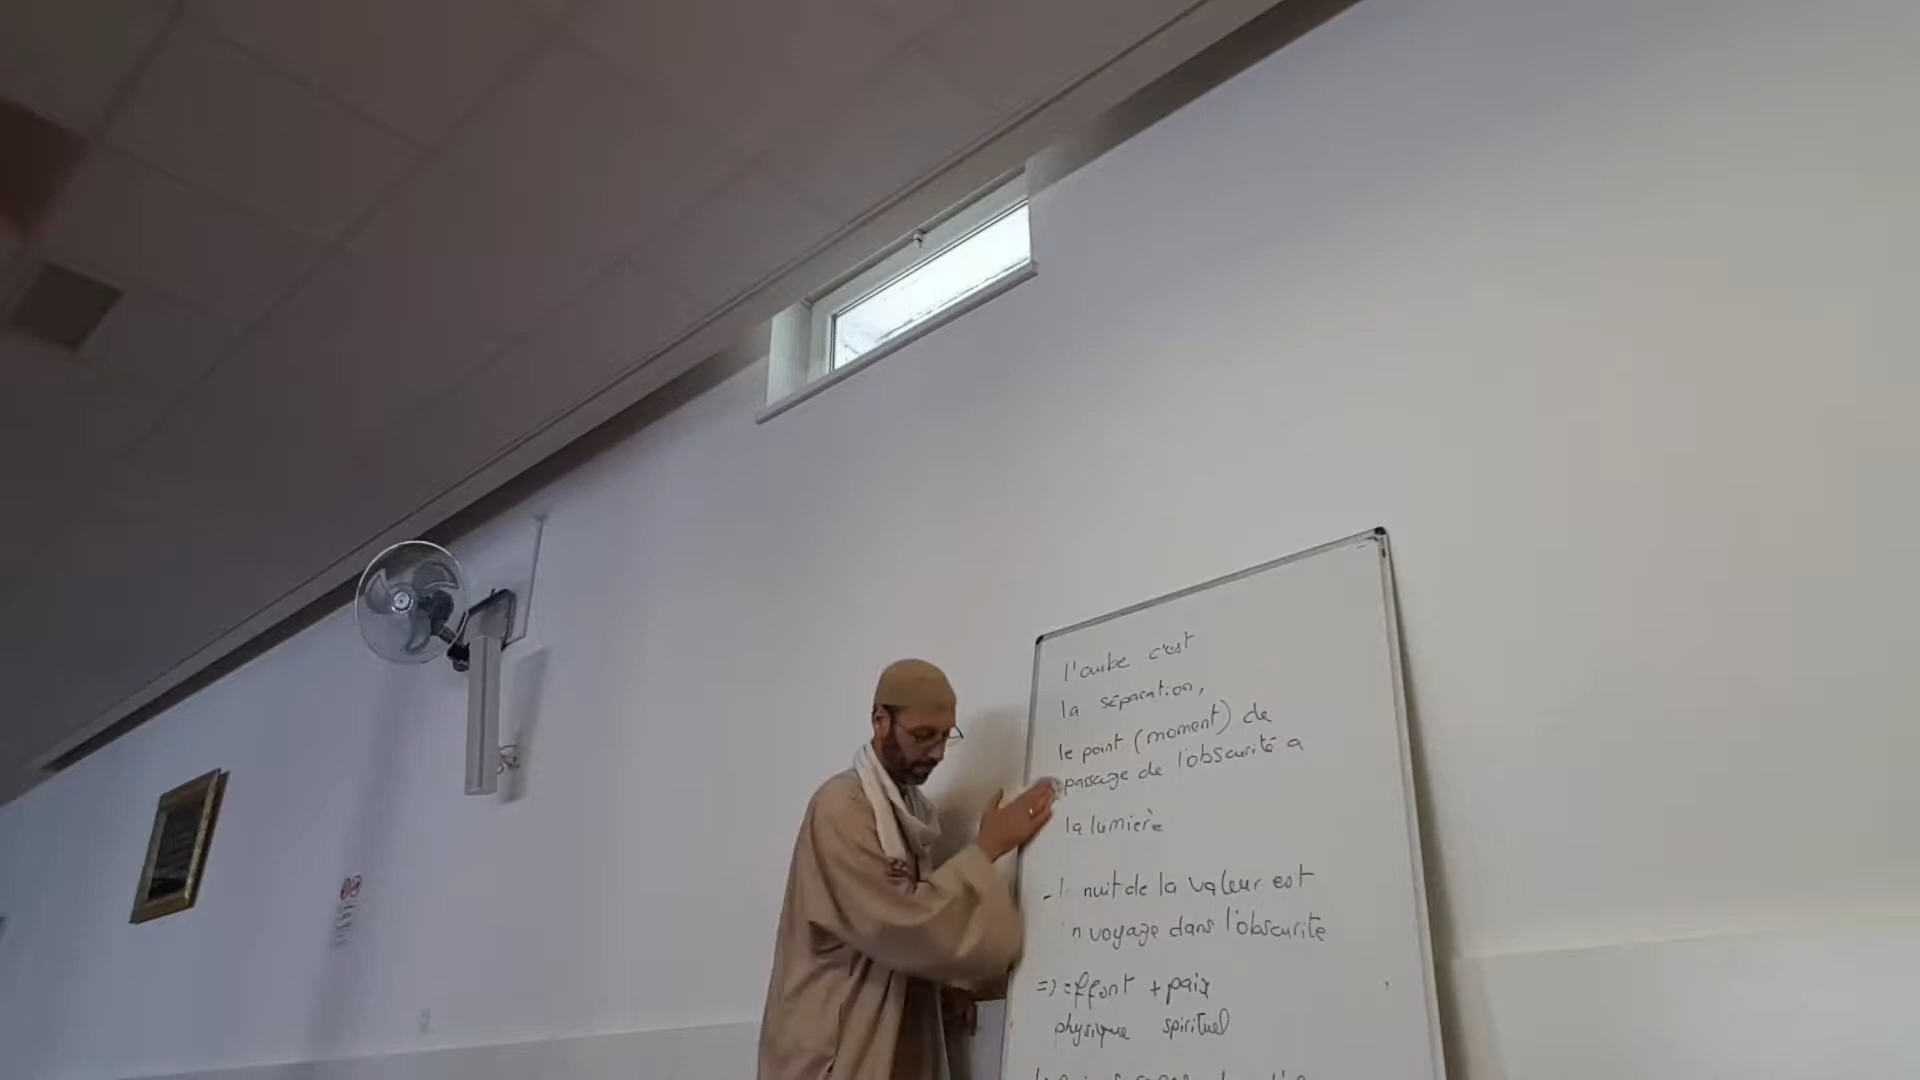 l'aube c'est
la séparation,
le point (moment) de
passage de l'obscurité a
la lumière
- l nuit de la valeur est
n voyage dans l'obscurité
=> effort + paix
physique spirituel